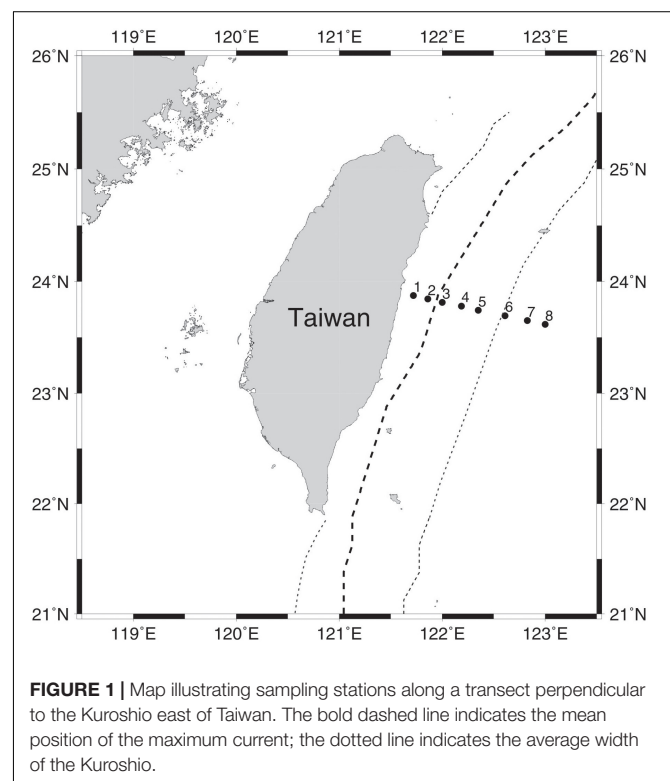 119°E 120°E 121°E 122°E 123°E
26°N 26°N
25°N 25°N
24°N 24°N
1 2 3 4 5 6 7 8
Taiwan
23°N 23°N
22°N 22°N
21°N 21°N
119°E 120°E 121°E 122°E 123°E
FIGURE 1 | Map illustrating sampling stations along a transect perpendicular
to the Kuroshio east of Taiwan. The bold dashed line indicates the mean
position of the maximum current; the dotted line indicates the average width
of the Kuroshio.